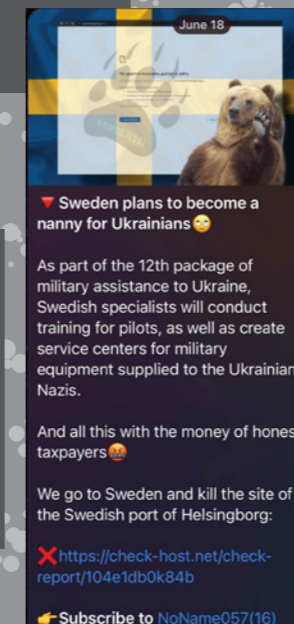 June 18
🔻 Sweden plans to become a
nanny for Ukrainians🙄
As part of the 12th package of
military assistance to Ukraine,
Swedish specialists will conduct
training for pilots, as well as create
service centers for military
equipment supplied to the Ukrainian
Nazis.
And all this with the money of hones
taxpayers🤬
We go to Sweden and kill the site of
the Swedish port of Helsingborg:
❌https://check-host.net/check-
report/104e1db0k84b
👉Subscribe to NoName057(16)